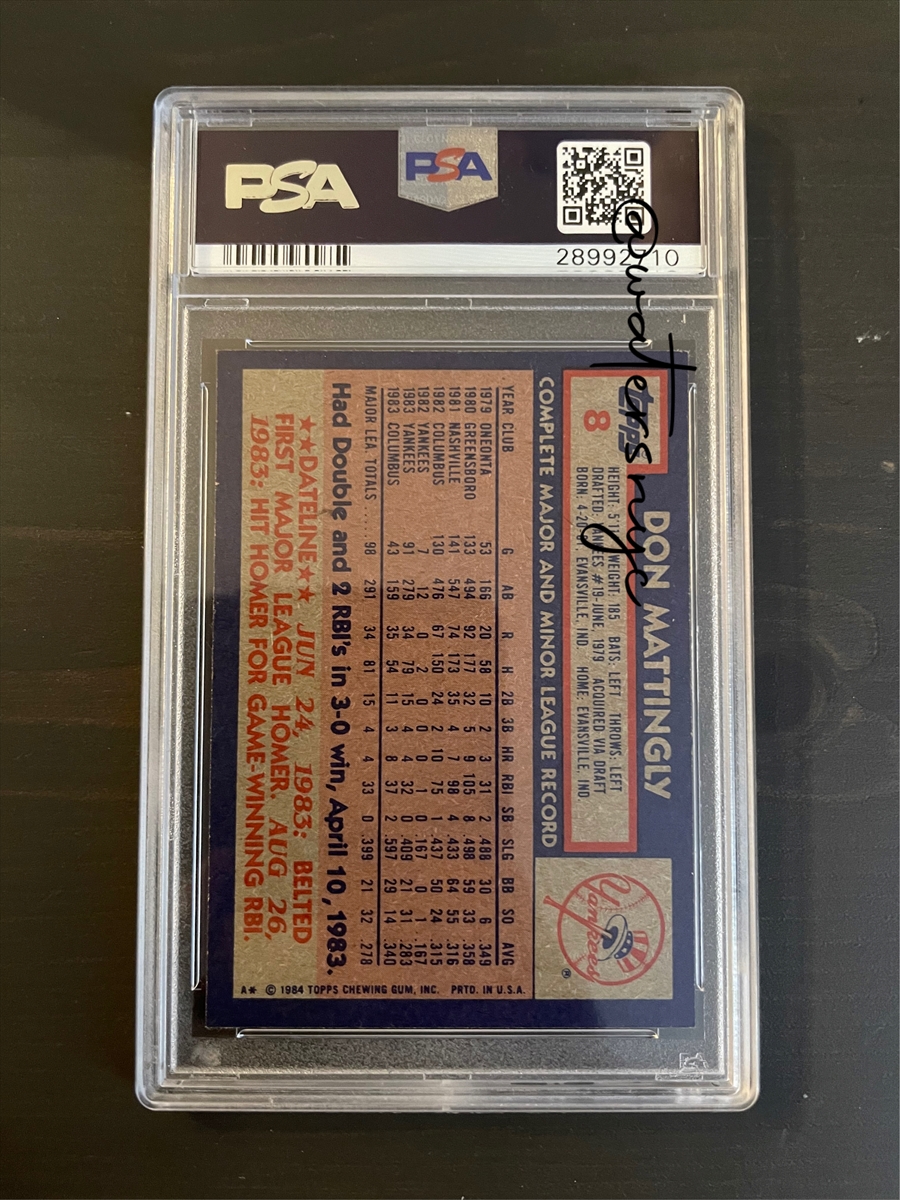 PSA
PSA
28992 10
@watersnyc
topps
8
DON MATTINGLY
HEIGHT: 5'11 WEIGHT: 185 BATS: LEFT THROWS: LEFT
DRAFTED: YANKEES #19-JUNE, 1979 ACQUIRED VIA DRAFT
BORN: 4-20 EVANSVILLE, IND. HOME: EVANSVILLE, IND.
Yankees ®
COMPLETE MAJOR AND MINOR LEAGUE RECORD
YEAR CLUB G AB R H 2B 3B HR RBI SB SLG BB SO AVG
1979 ONEONTA 53 166 20 58 10 2 3 31 2 .488 30 6 .349
1980 GREENSBORO 133 494 92 177 32 5 9 105 8 .498 59 33 .358
1981 NASHVILLE 141 547 74 173 35 4 7 98 4 .433 64 55 .316
1982 COLUMBUS 130 476 67 150 24 2 10 75 1 .437 50 24 .315
1982 YANKEES 7 12 0 2 0 0 0 1 0 .167 0 1 .167
1983 YANKEES 91 279 34 79 15 4 4 32 0 .409 21 31 .283
1983 COLUMBUS 43 159 35 54 11 3 8 37 2 .597 29 14 .340
MAJOR LEA. TOTALS .... 98 291 34 81 15 4 4 33 0 .399 21 32 .278
Had Double and 2 RBI's in 3-0 win, April 10, 1983.
★★DATELINE★★ JUN 24, 1983: BELTED
FIRST MAJOR LEAGUE HOMER. AUG 26,
1983: HIT HOMER FOR GAME-WINNING RBI.
A* © 1984 TOPPS CHEWING GUM, INC. PRTD. IN U.S.A.